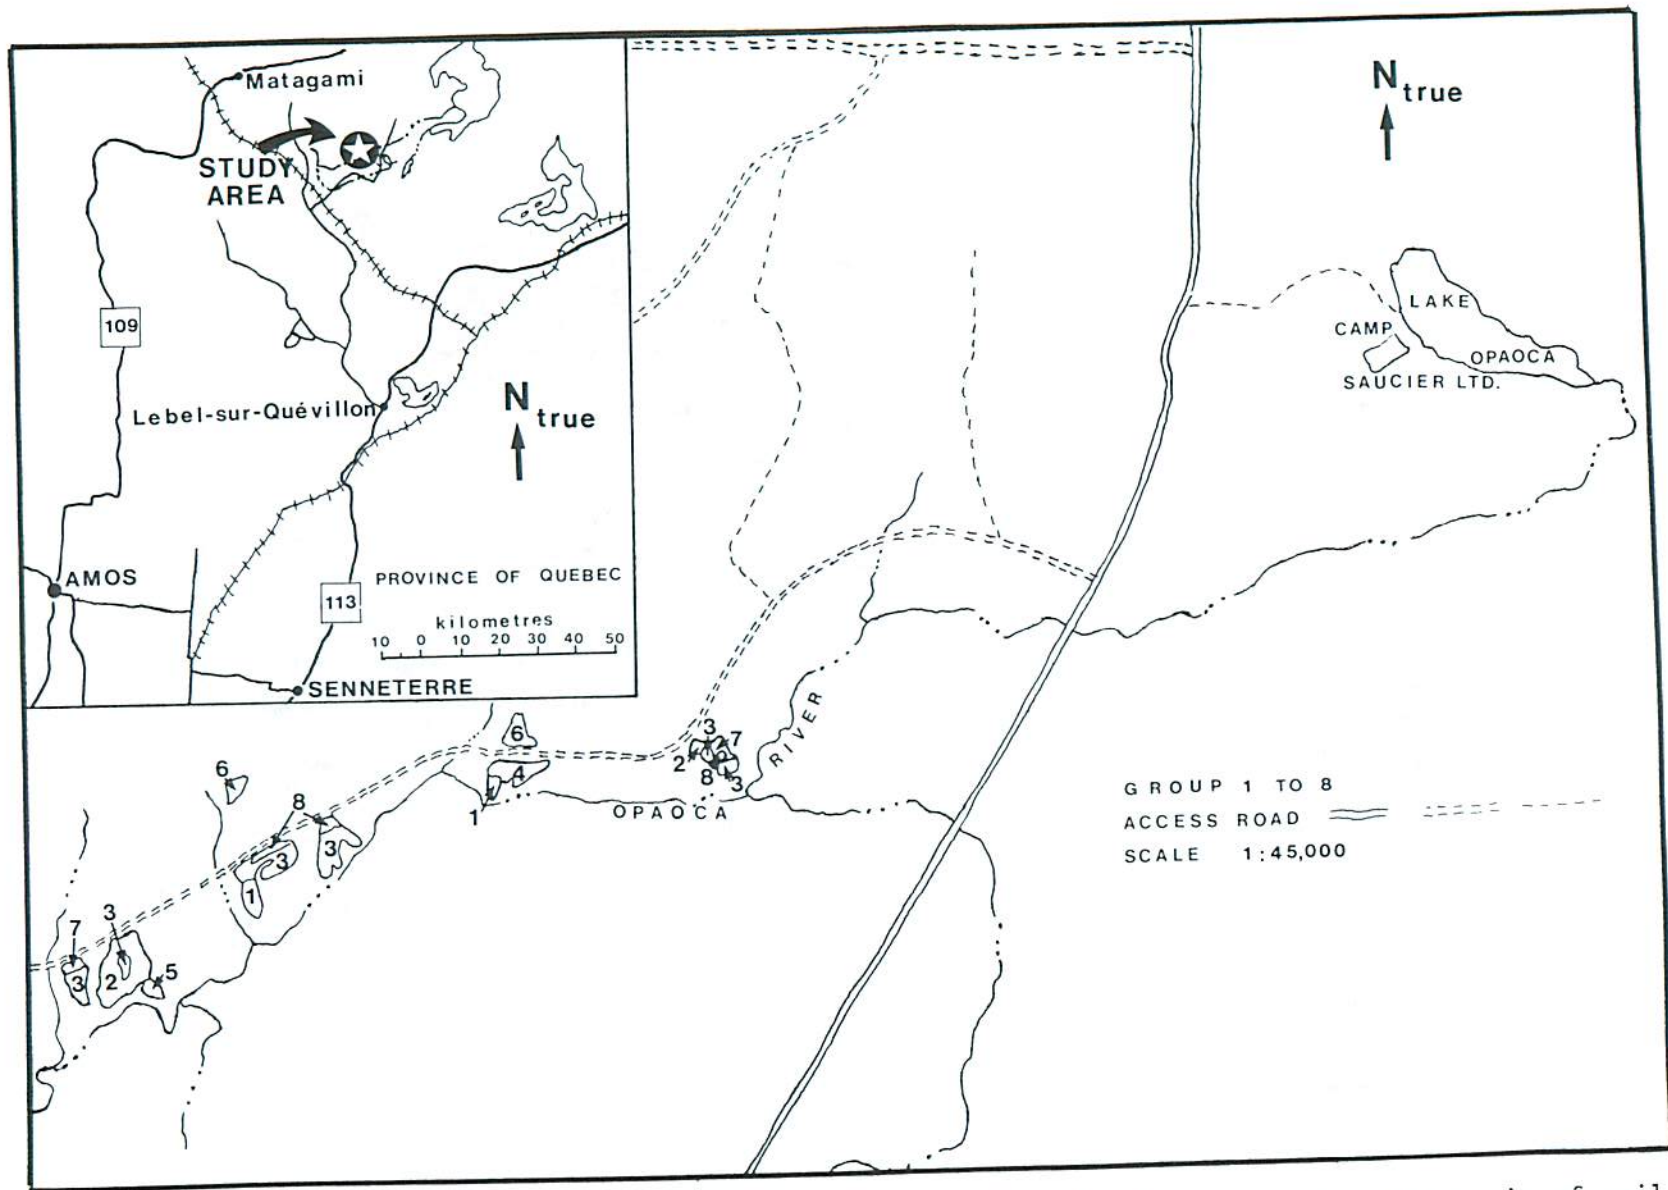 Matagami
STUDY
AREA
109
Lebel-sur-Quévillon
N
true
AMOS
113
PROVINCE OF QUEBEC
kilometres
10 0 10 20 30 40 50
SENNETERRE
N
true
LAKE
OPAOCA
CAMP
SAUCIER LTD.
RIVER
OPAOCA
6
4
1
3
7
2
2
8
3
6
8
3
3
1
7
3
3
2
5
GROUP 1 TO 8
ACCESS ROAD
SCALE 1:45,000